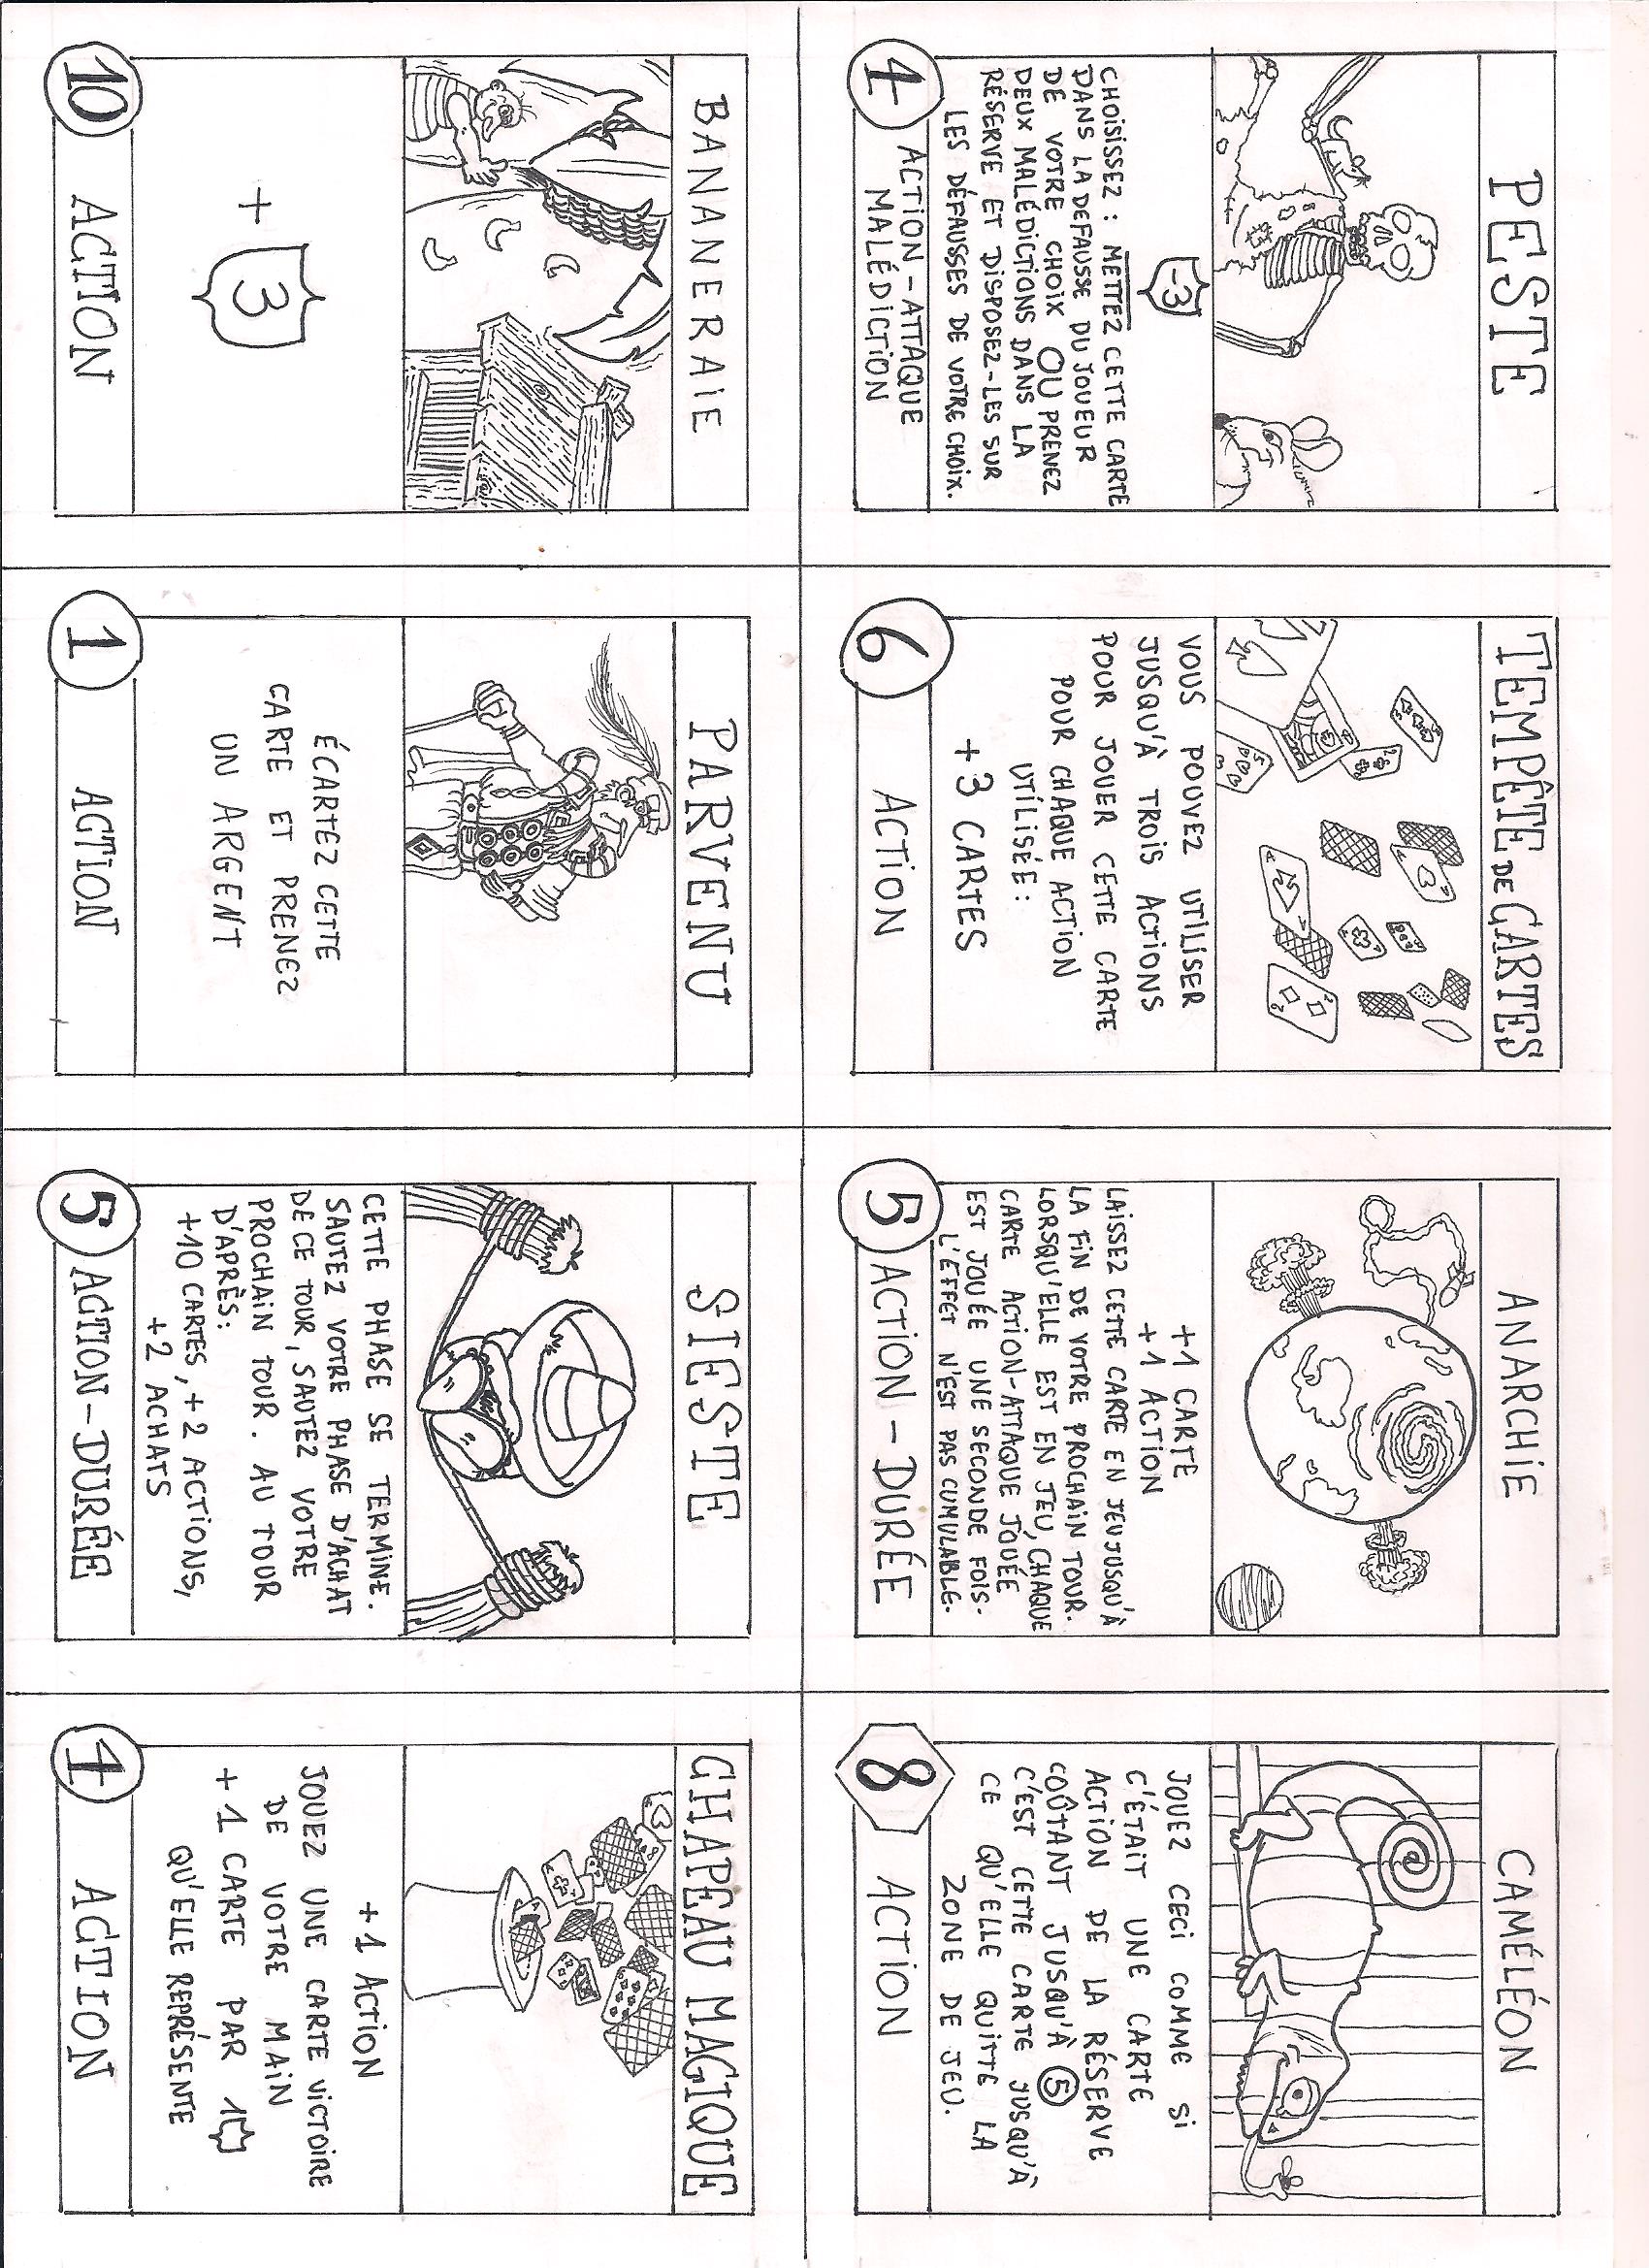 PESTE
-3
CHOISISSEZ : METTEZ CETTE CARTE
DANS LA DEFAUSSE DU JOUEUR
DE VOTRE CHOIX OU PRENEZ
DEUX MALÉDICTIONS DANS LA
RÉSERVE ET DISPOSEZ-LES SUR
LES DÉFAUSSES DE VOTRE CHOIX.
4
ACTION-ATTAQUE
MALÉDICTION
TEMPÊTE DE CARTES
VOUS POUVEZ UTILISER
JUSQU'À TROIS ACTIONS
POUR JOUER CETTE CARTE
POUR CHAQUE ACTION
UTILISÉE :
+3 CARTES
6
ACTION
ANARCHIE
+1 CARTE
+1 ACTION
LAISSEZ CETTE CARTE EN JEU JUSQU'À
LA FIN DE VOTRE PROCHAIN TOUR.
LORSQU'ELLE EST EN JEU, CHAQUE
CARTE ACTION-ATTAQUE JOUÉE
EST JOUÉE UNE SECONDE FOIS.
L'EFFET N'EST PAS CUMULABLE.
5
ACTION-DURÉE
CAMÉLÉON
JOUEZ CECI COMME SI
C'ÉTAIT UNE CARTE
ACTION DE LA RÉSERVE
COÛTANT JUSQU'À 5
C'EST CETTE CARTE JUSQU'À
CE QU'ELLE QUITTE LA
ZONE DE JEU.
8
ACTION
BANANERAIE
+ 3
10
ACTION
PARVENU
ÉCARTEZ CETTE
CARTE ET PRENEZ
UN ARGENT
1
ACTION
SIESTE
CETTE PHASE SE TERMINE.
SAUTEZ VOTRE PHASE D'ACHAT
DE CE TOUR, SAUTEZ VOTRE
PROCHAIN TOUR. AU TOUR
D'APRÈS:
+10 CARTES, +2 ACTIONS,
+2 ACHATS
5
ACTION-DURÉE
CHAPEAU MAGIQUE
+1 ACTION
JOUEZ UNE CARTE VICTOIRE
DE VOTRE MAIN
+1 CARTE PAR 1
QU'ELLE REPRÉSENTE
4
ACTION